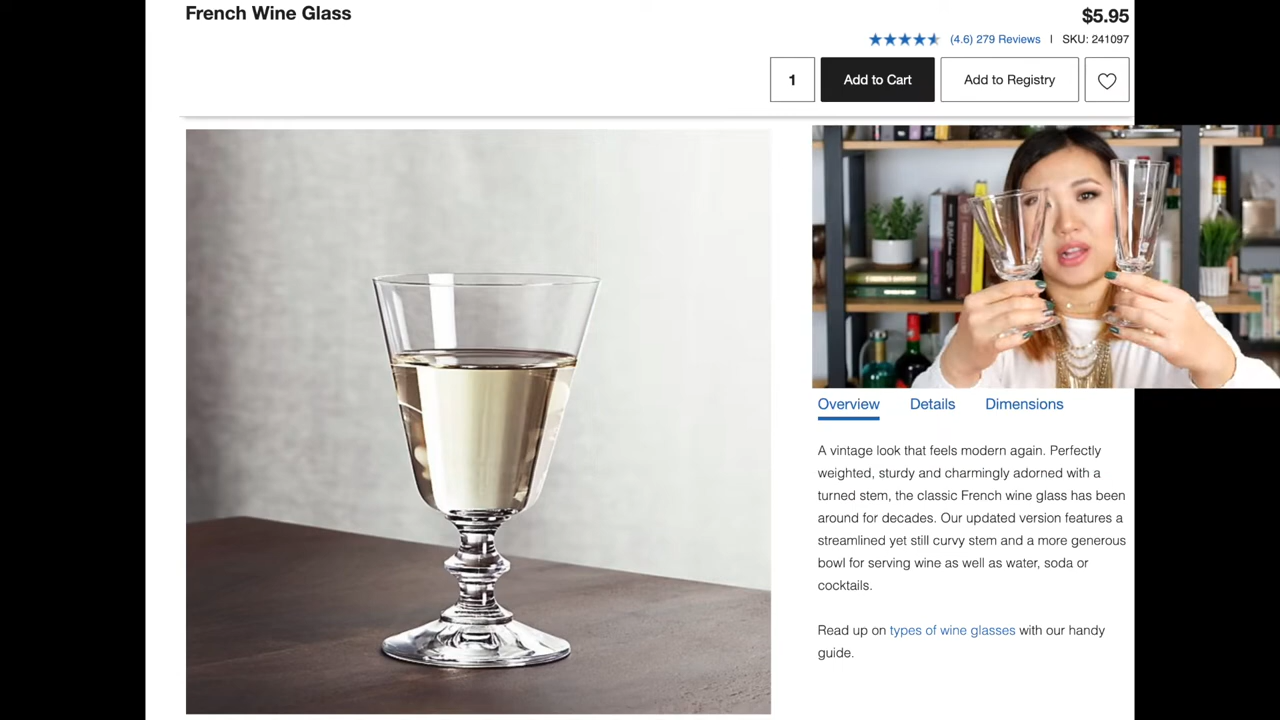 French Wine Glass
$5.95
(4.6) 279 Reviews | SKU: 241097
1
Add to Cart
Add to Registry
Overview
Details
Dimensions
A vintage look that feels modern again. Perfectly
weighted, sturdy and charmingly adorned with a
turned stem, the classic French wine glass has been
around for decades. Our updated version features a
streamlined yet still curvy stem and a more generous
bowl for serving wine as well as water, soda or
cocktails.
Read up on types of wine glasses with our handy
guide.